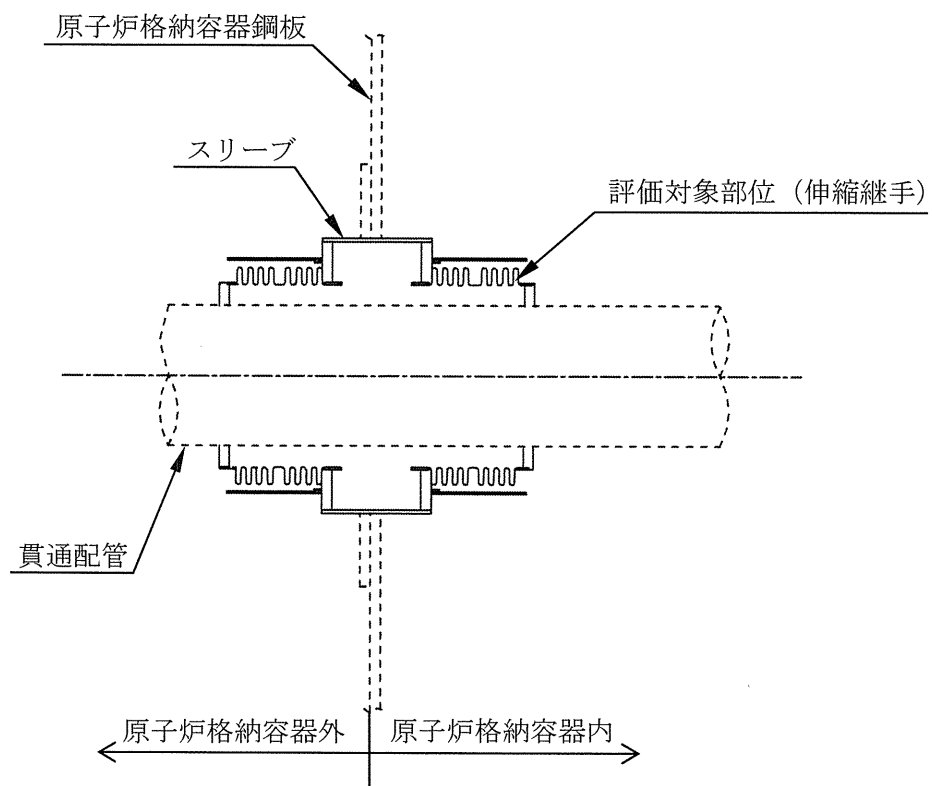 原子炉格納容器鋼板
スリーブ
評価対象部位（伸縮継手）
貫通配管
原子炉格納容器外
原子炉格納容器内